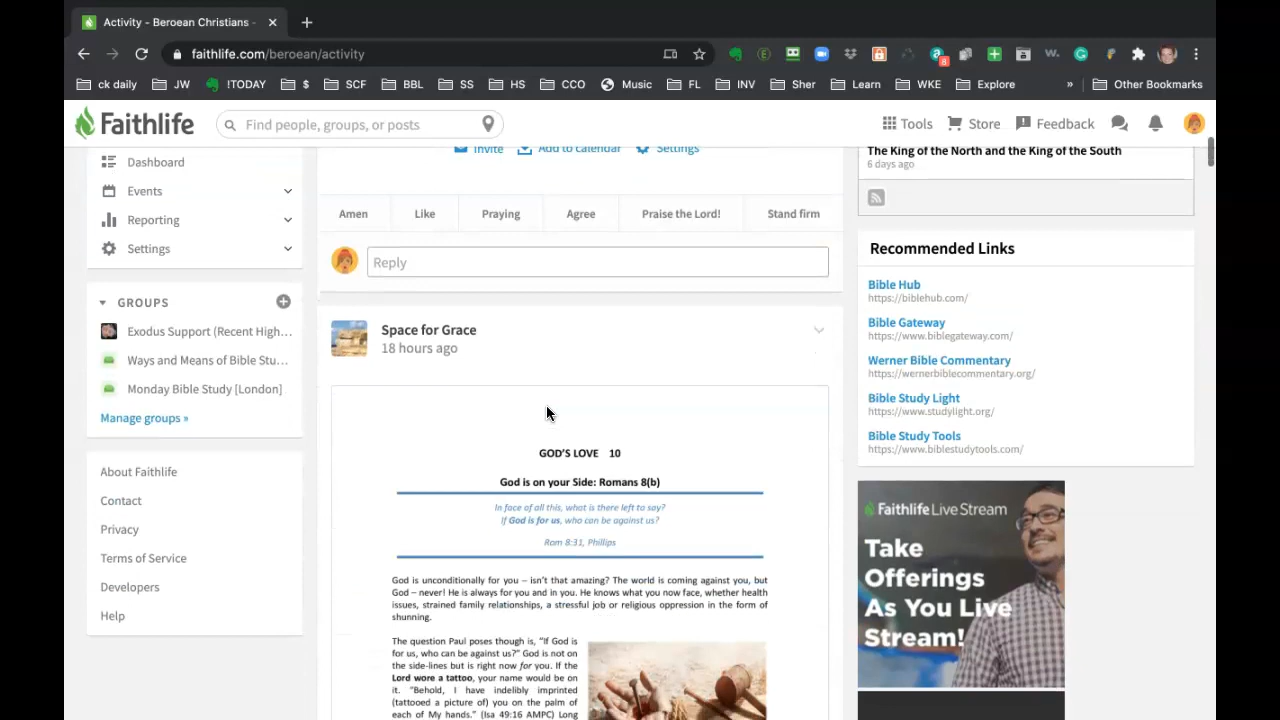 Activity – Beroean Christians -
faithlife.com/beroean/activity
8
ck daily
JW
!TODAY
$
SCF
BBL
SS
HS
CCO
Music
FL
INV
Sher
Learn
WKE
Explore
»
Other Bookmarks
Faithlife
Find people, groups, or posts
Tools
Store
Feedback
Dashboard
Events
Reporting
Settings
GROUPS
Exodus Support (Recent High...
Ways and Means of Bible Stu...
Monday Bible Study [London]
Manage groups »
About Faithlife
Contact
Privacy
Terms of Service
Developers
Help
Invite
Add to calendar
Settings
Amen
Like
Praying
Agree
Praise the Lord!
Stand firm
Reply
Space for Grace
18 hours ago
GOD'S LOVE 10
God is on your Side: Romans 8(b)
In face of all this, what is there left to say?
If God is for us, who can be against us?
Rom 8:31, Phillips
God is unconditionally for you – isn't that amazing? The world is coming against you, but
God – never! He is always for you and in you. He knows what you now face, whether health
issues, strained family relationships, a stressful job or religious oppression in the form of
shunning.
The question Paul poses though is, "If God is
for us, who can be against us?" God is not on
the side-lines but is right now for you. If the
Lord wore a tattoo, your name would be on
it. "Behold, I have indelibly imprinted
(tattooed a picture of) you on the palm of
each of My hands." (Isa 49:16 AMPC) Long
The King of the North and the King of the South
6 days ago
Recommended Links
Bible Hub
https://biblehub.com/
Bible Gateway
https://www.biblegateway.com/
Werner Bible Commentary
https://wernerbiblecommentary.org/
Bible Study Light
https://www.studylight.org/
Bible Study Tools
https://www.biblestudytools.com/
Faithlife Live Stream
Take
Offerings
As You Live
Stream!